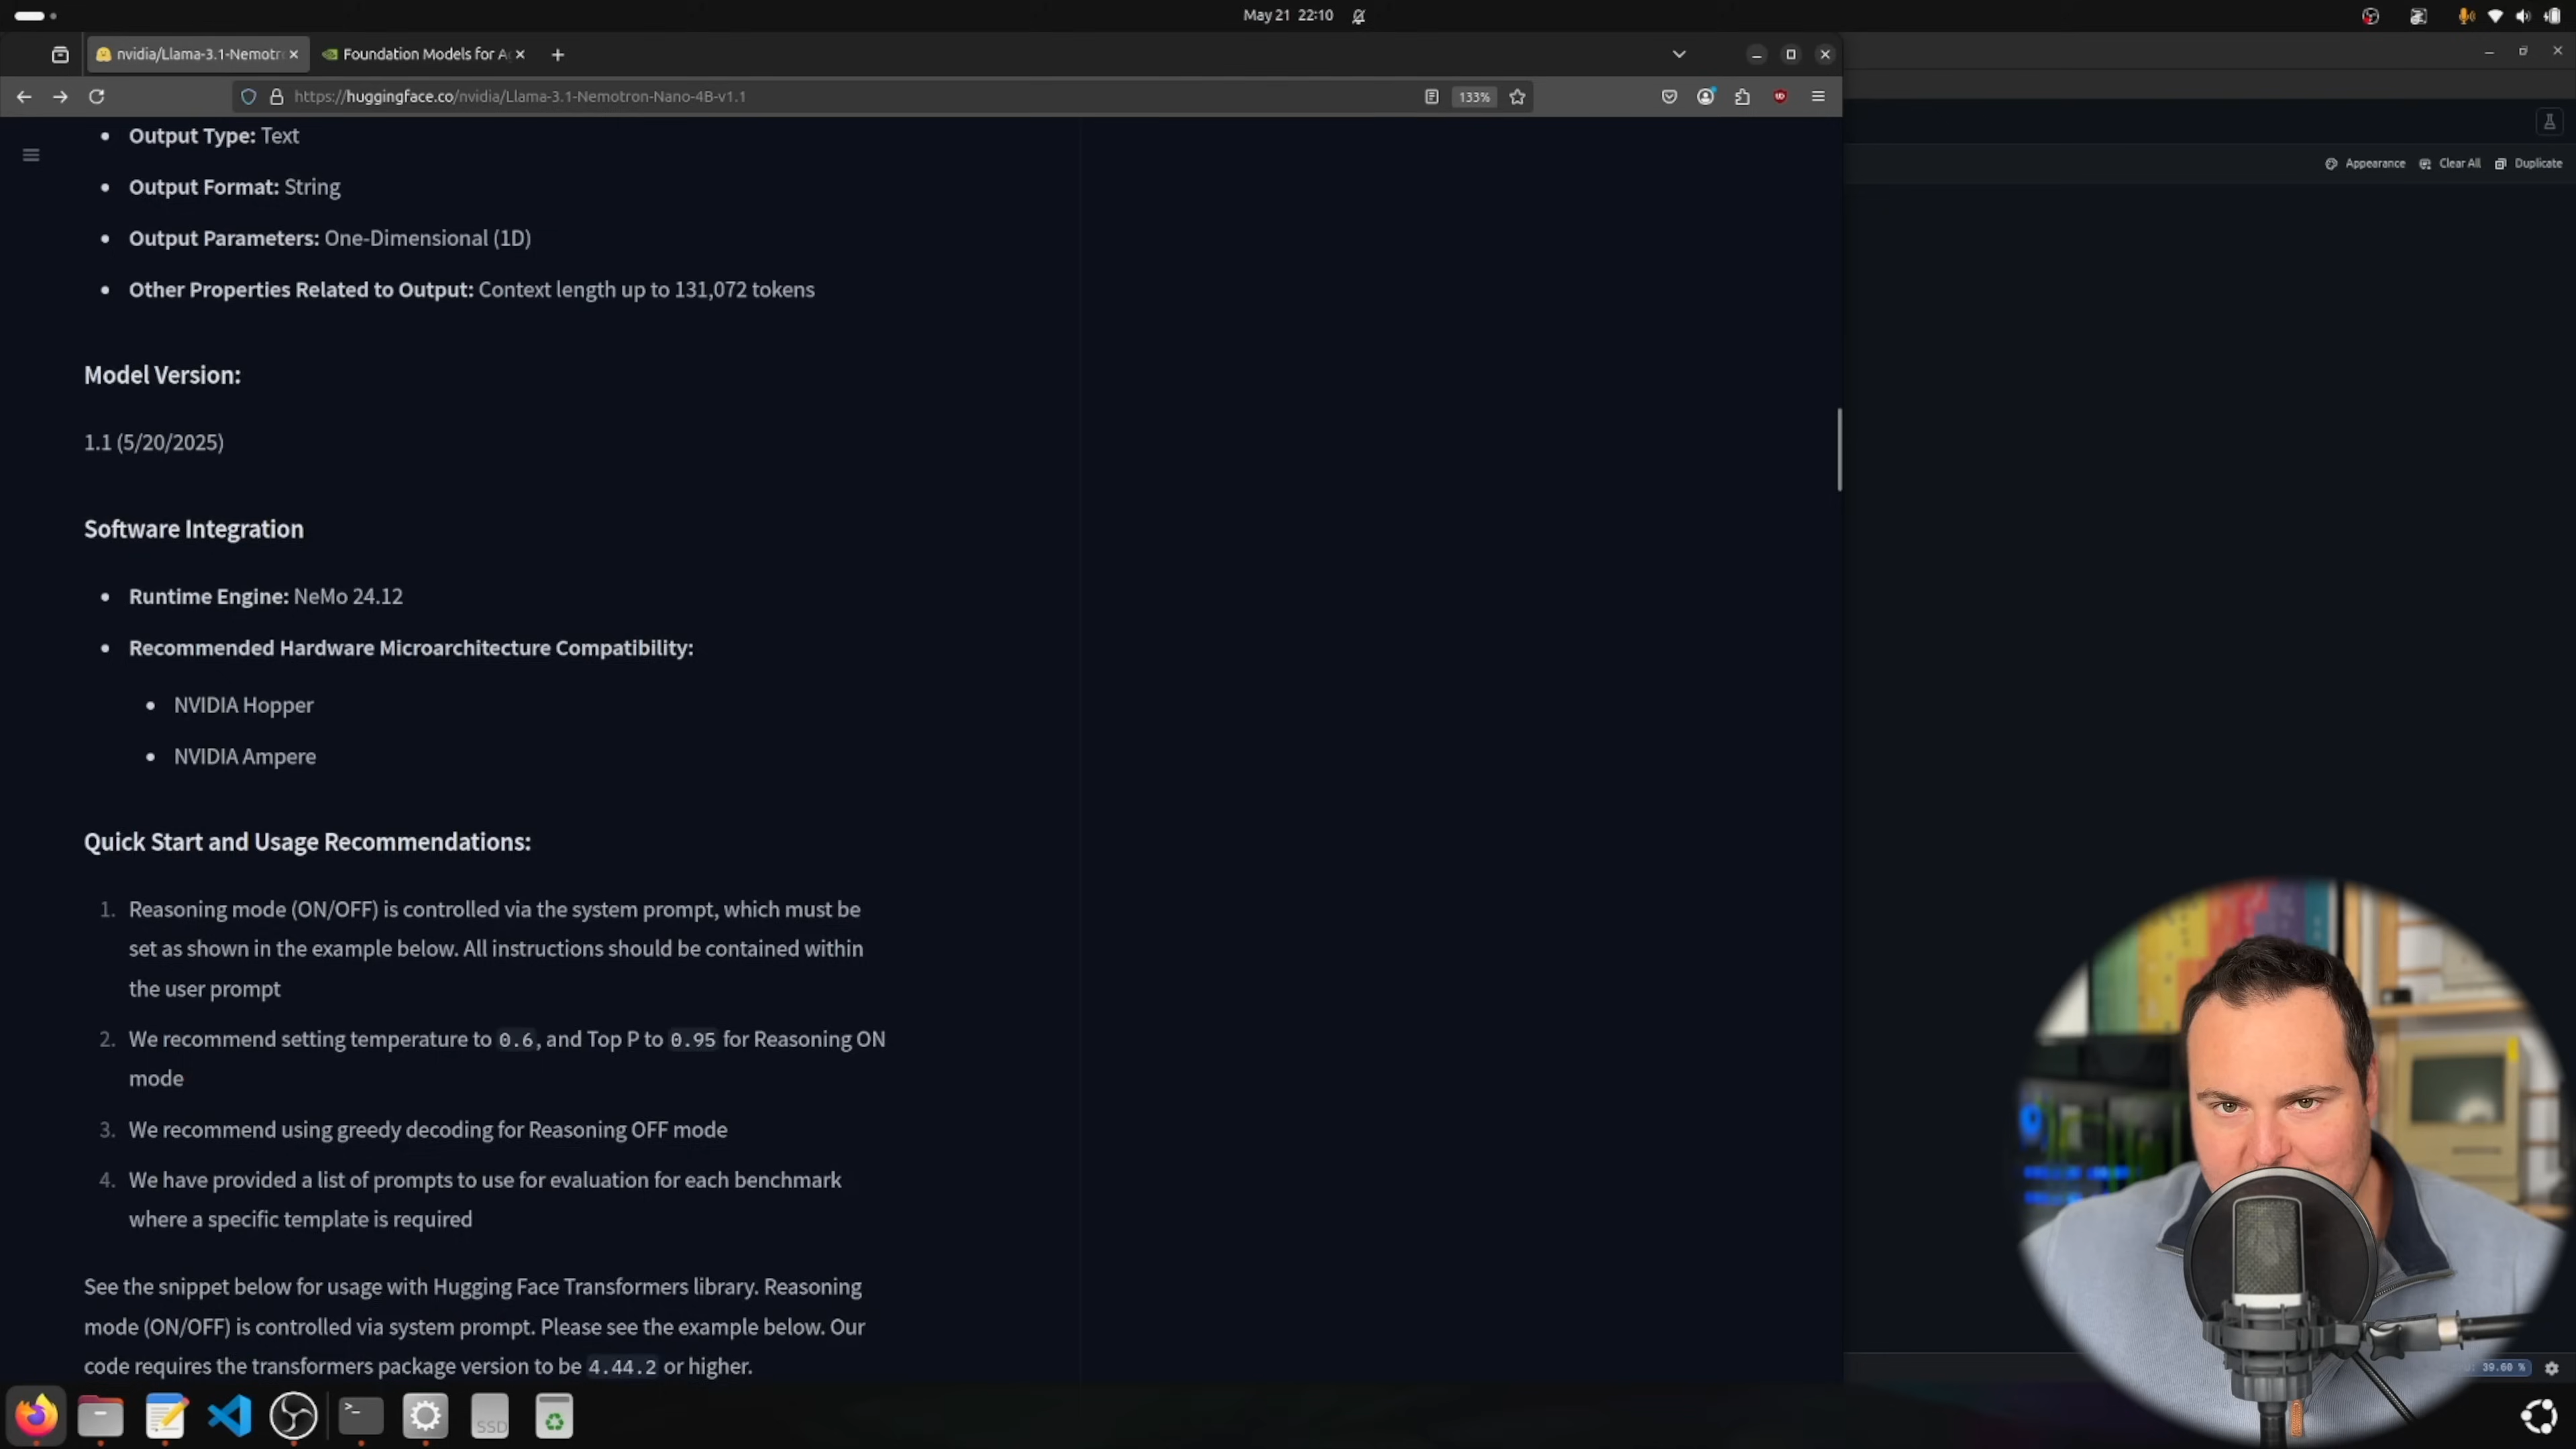 May 21 22:10
nvidia/Llama-3.1-Nemotr
Foundation Models for A
https://huggingface.co/nvidia/Llama-3.1-Nemotron-Nano-4B-v1.1
133%
Appearance
Clear All
Duplicate
• Output Type: Text
• Output Format: String
• Output Parameters: One-Dimensional (1D)
• Other Properties Related to Output: Context length up to 131,072 tokens
Model Version:
1.1 (5/20/2025)
Software Integration
• Runtime Engine: NeMo 24.12
• Recommended Hardware Microarchitecture Compatibility:
• NVIDIA Hopper
• NVIDIA Ampere
Quick Start and Usage Recommendations:
1. Reasoning mode (ON/OFF) is controlled via the system prompt, which must be
set as shown in the example below. All instructions should be contained within
the user prompt
2. We recommend setting temperature to 0.6, and Top P to 0.95 for Reasoning ON
mode
3. We recommend using greedy decoding for Reasoning OFF mode
4. We have provided a list of prompts to use for evaluation for each benchmark
where a specific template is required
See the snippet below for usage with Hugging Face Transformers library. Reasoning
mode (ON/OFF) is controlled via system prompt. Please see the example below. Our
code requires the transformers package version to be 4.44.2 or higher.
39.60 %
SSD